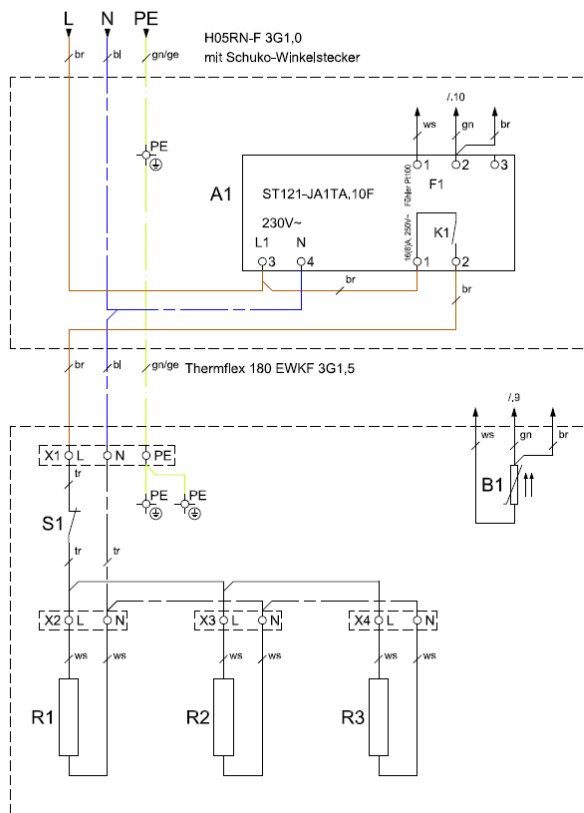 L N PE
H05RN-F 3G1,0
mit Schuko-Winkelstecker
br bl gn/ge
/.10
ws gn br
PE
1 2 3
F1
A1
ST121-JA1TA,10F
Fühler Pt100
230V~
16(8)A, 250V~
K1
L1 N
3 4 1 2
br
br
br bl gn/ge
Thermflex 180 EWKF 3G1,5
/.9
ws gn br
X1 L N PE
tr
B1
PE PE
S1
tr tr
X2 L N X3 L N X4 L N
ws ws ws ws ws ws
R1 R2 R3